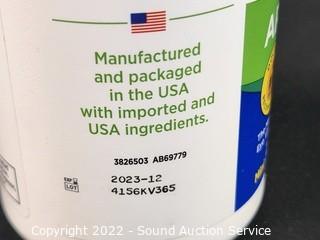 Manufactured
and packaged
in the USA
with imported and
USA ingredients.
3826503 AB69779
EXP
LOT
2023-12
4156KV365
Copyright 2022 - Sound Auction Service